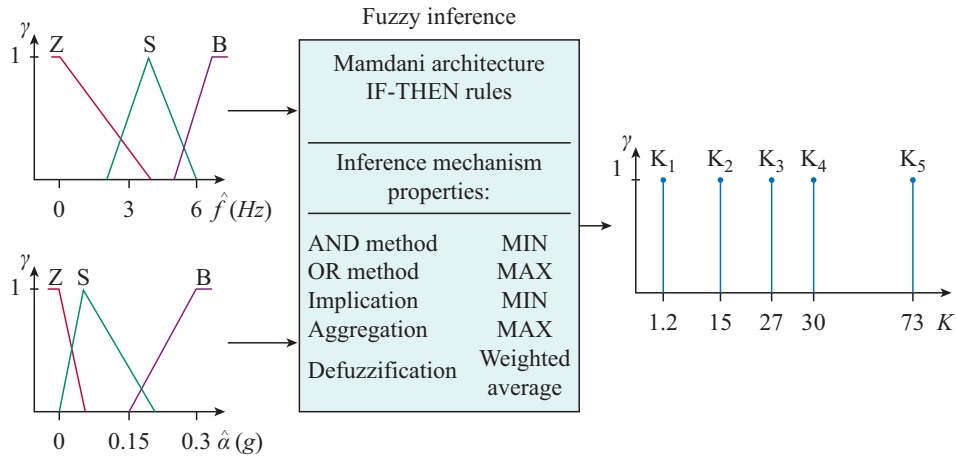 Fuzzy inference
γ
Z S B
1
0 3 6 f̂ (Hz)
γ
Z S B
1
0 0.15 0.3 α̂ (g)
Mamdani architecture
IF-THEN rules
Inference mechanism
properties:
AND method MIN
OR method MAX
Implication MIN
Aggregation MAX
Defuzzification Weighted
average
γ
K₁ K₂ K₃ K₄ K₅
1
1.2 15 27 30 73 K